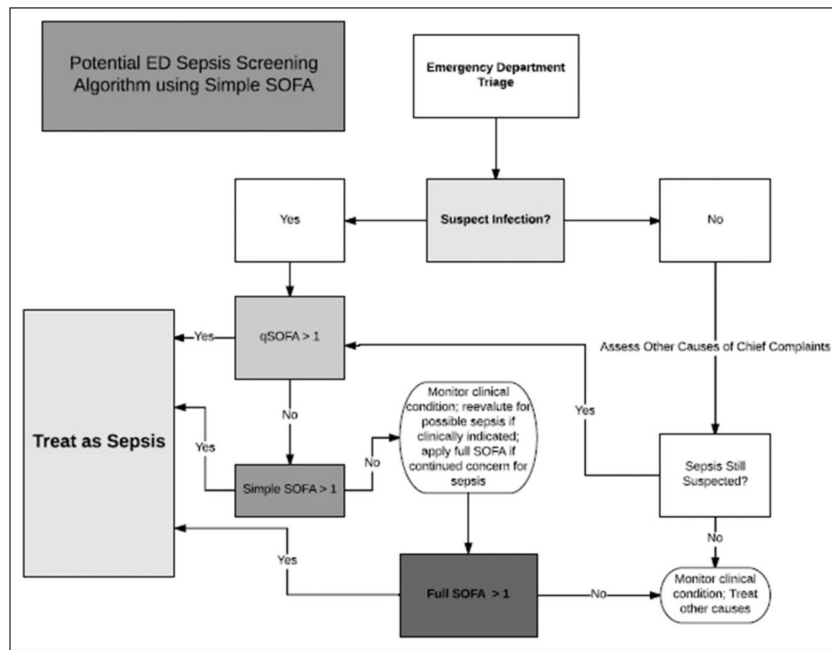 Potential ED Sepsis Screening
Algorithm using Simple SOFA
Emergency Department
Triage
Yes
Suspect Infection?
No
qSOFA > 1
Yes
Assess Other Causes of Chief Complaints
No
Yes
Monitor clinical
condition; reevalute for
possible sepsis if
clinically indicated;
apply full SOFA if
continued concern for
sepsis
Treat as Sepsis
Yes
Simple SOFA > 1
No
Sepsis Still
Suspected?
No
Yes
Full SOFA > 1
No
Monitor clinical
condition; Treat
other causes